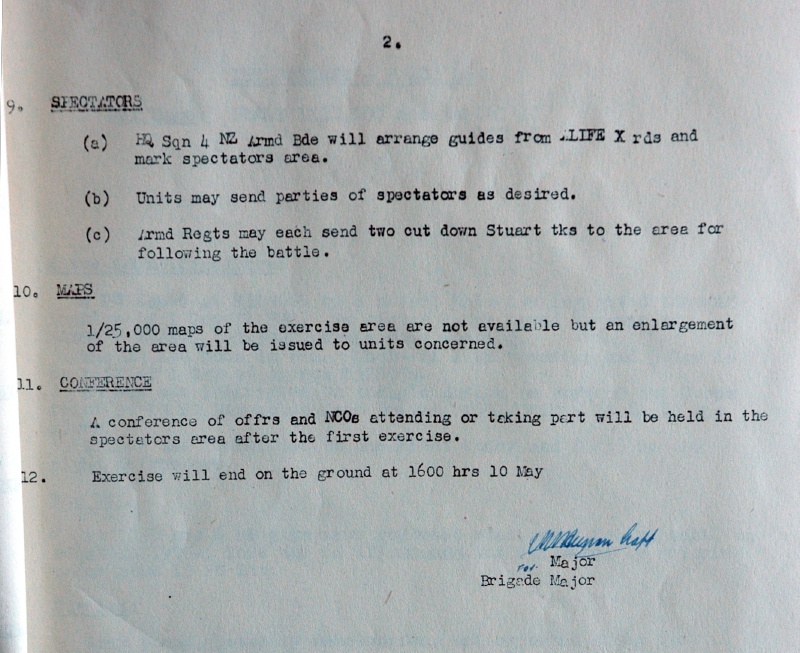 2.
9. SPECTATORS
(a) HQ Sqn 4 NZ Armd Bde will arrange guides from ALIFE X rds and
mark spectators area.
(b) Units may send parties of spectators as desired.
(c) Armd Regts may each send two cut down Stuart tks to the area for
following the battle.
10. MAPS
1/25,000 maps of the exercise area are not available but an enlargement
of the area will be issued to units concerned.
11. CONFERENCE
A conference of offrs and NCOs attending or taking part will be held in the
spectators area after the first exercise.
12. Exercise will end on the ground at 1600 hrs 10 May
Capt
for. Major
Brigade Major